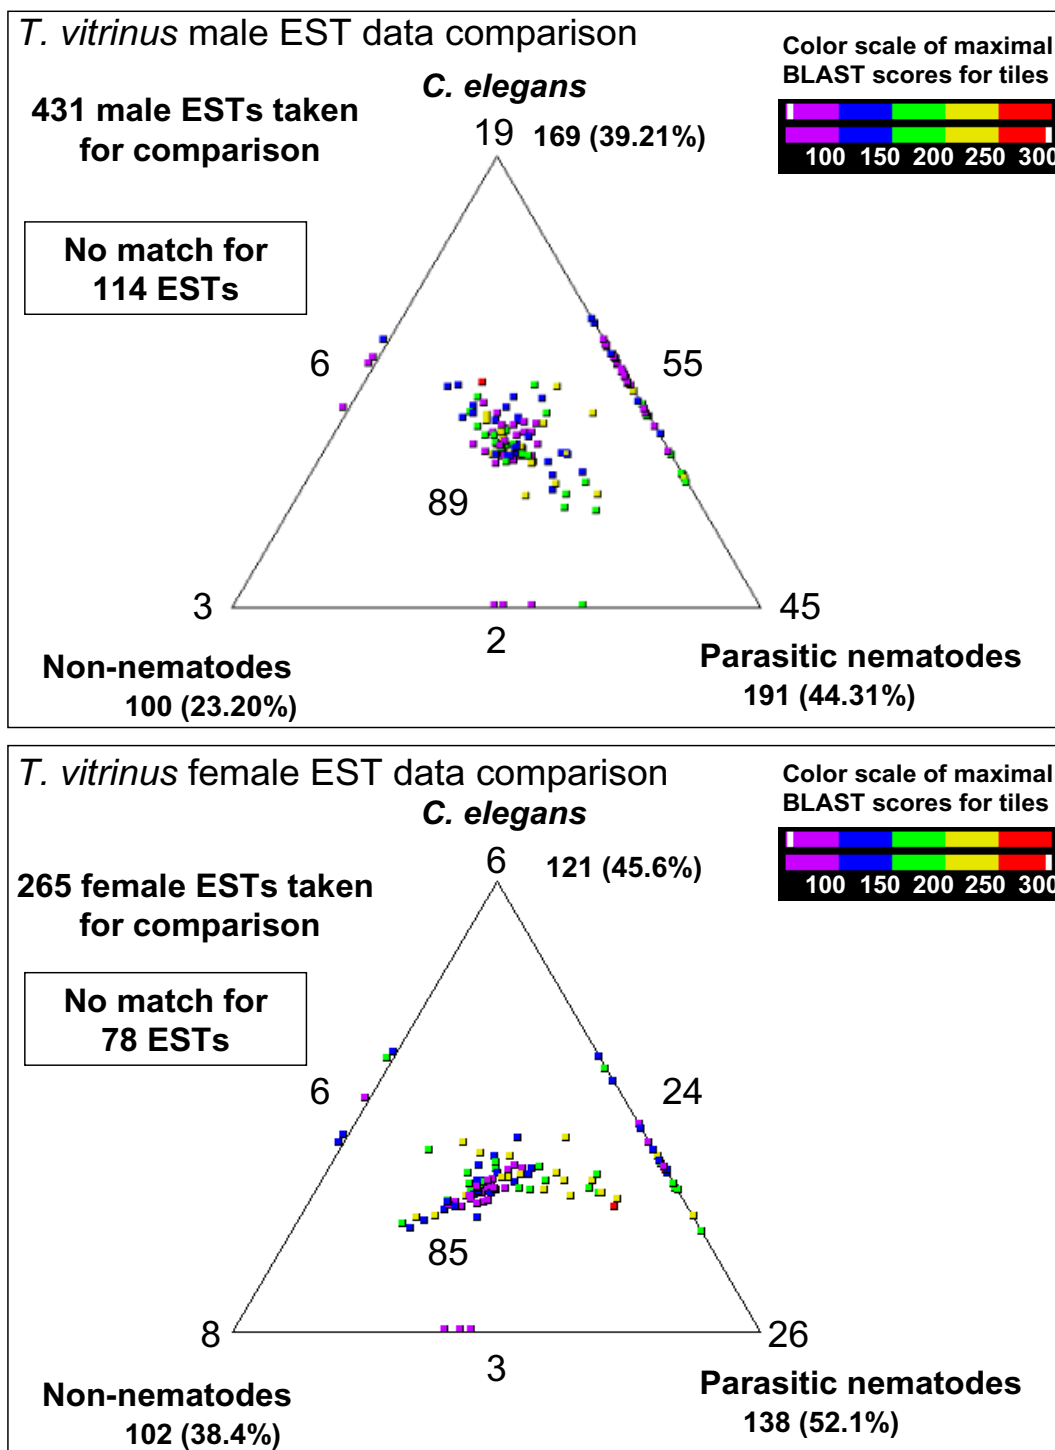 T. vitrinus male EST data comparison
Color scale of maximal
BLAST scores for tiles
C. elegans
431 male ESTs taken
for comparison
19
169 (39.21%)
100 150 200 250 300
No match for
114 ESTs
6
55
89
3
45
2
Non-nematodes
100 (23.20%)
Parasitic nematodes
191 (44.31%)
T. vitrinus female EST data comparison
Color scale of maximal
BLAST scores for tiles
C. elegans
6
121 (45.6%)
265 female ESTs taken
for comparison
100 150 200 250 300
No match for
78 ESTs
6
24
85
8
26
3
Non-nematodes
102 (38.4%)
Parasitic nematodes
138 (52.1%)